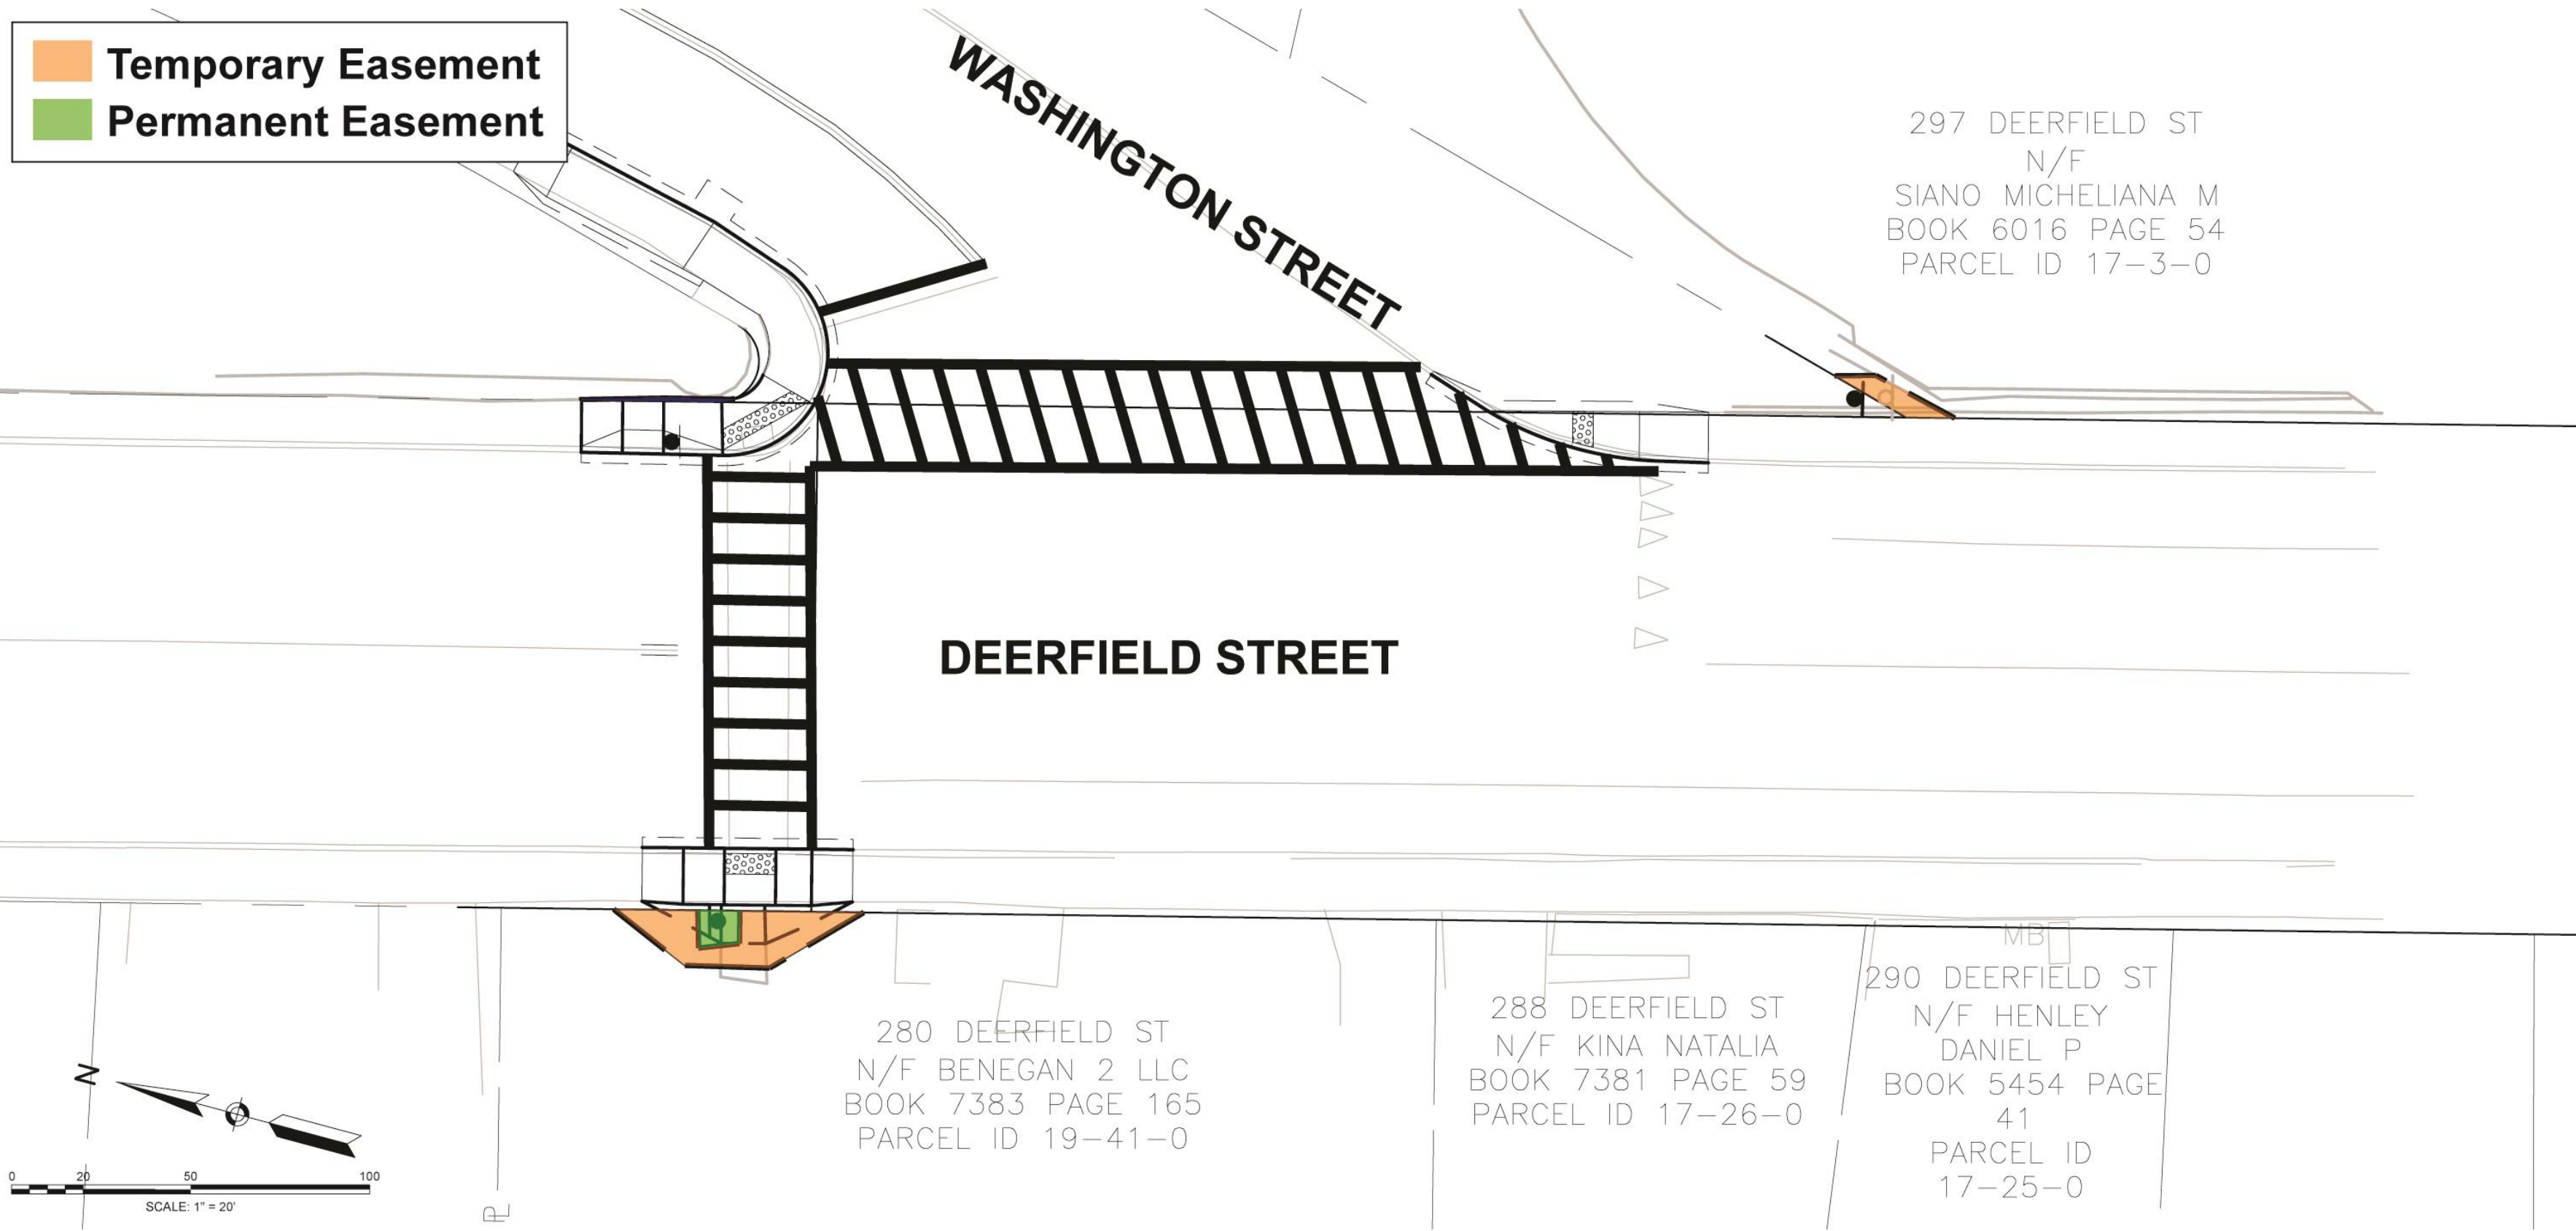 Temporary Easement
Permanent Easement
WASHINGTON STREET
297 DEERFIELD ST
N/F
SIANO MICHELIANA M
BOOK 6016 PAGE 54
PARCEL ID 17-3-0
DEERFIELD STREET
MB
280 DEERFIELD ST
N/F BENEGAN 2 LLC
BOOK 7383 PAGE 165
PARCEL ID 19-41-0
288 DEERFIELD ST
N/F KINA NATALIA
BOOK 7381 PAGE 59
PARCEL ID 17-26-0
290 DEERFIELD ST
N/F HENLEY
DANIEL P
BOOK 5454 PAGE
41
PARCEL ID
17-25-0
N
0 20 50 100
SCALE: 1" = 20'
PL